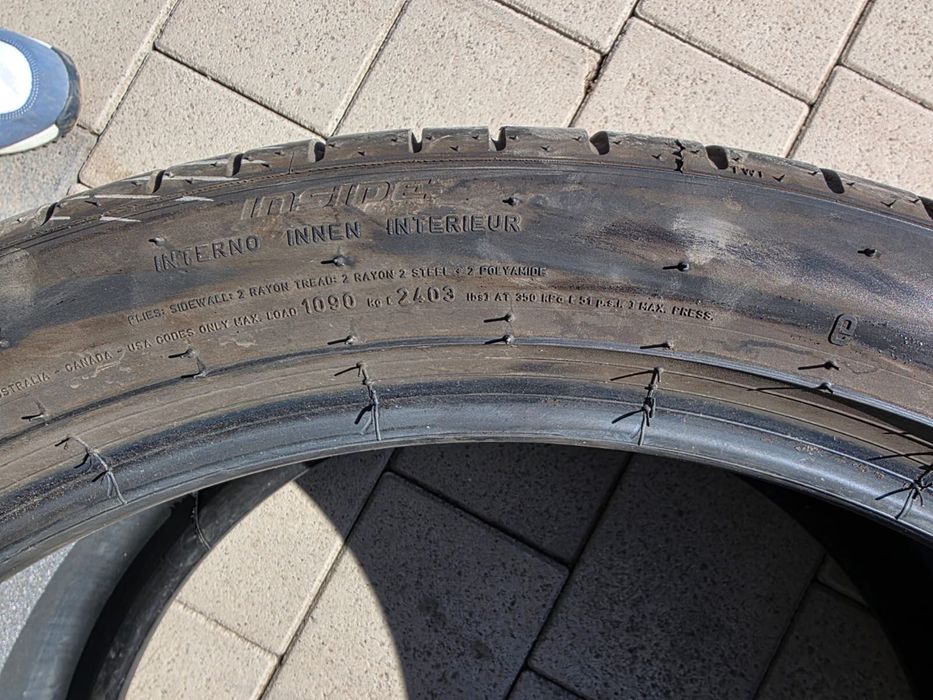 TWI
INSIDE
INTERNO INNEN INTERIEUR
PLIES: SIDEWALL: 2 RAYON TREAD: 2 RAYON 2 STEEL + 2 POLYAMIDE
AUSTRALIA - CANADA - USA CODES ONLY MAX. LOAD 1090 kg ( 2403 lbs) AT 350 kPa ( 51 p.s.i. ) MAX. PRESS.